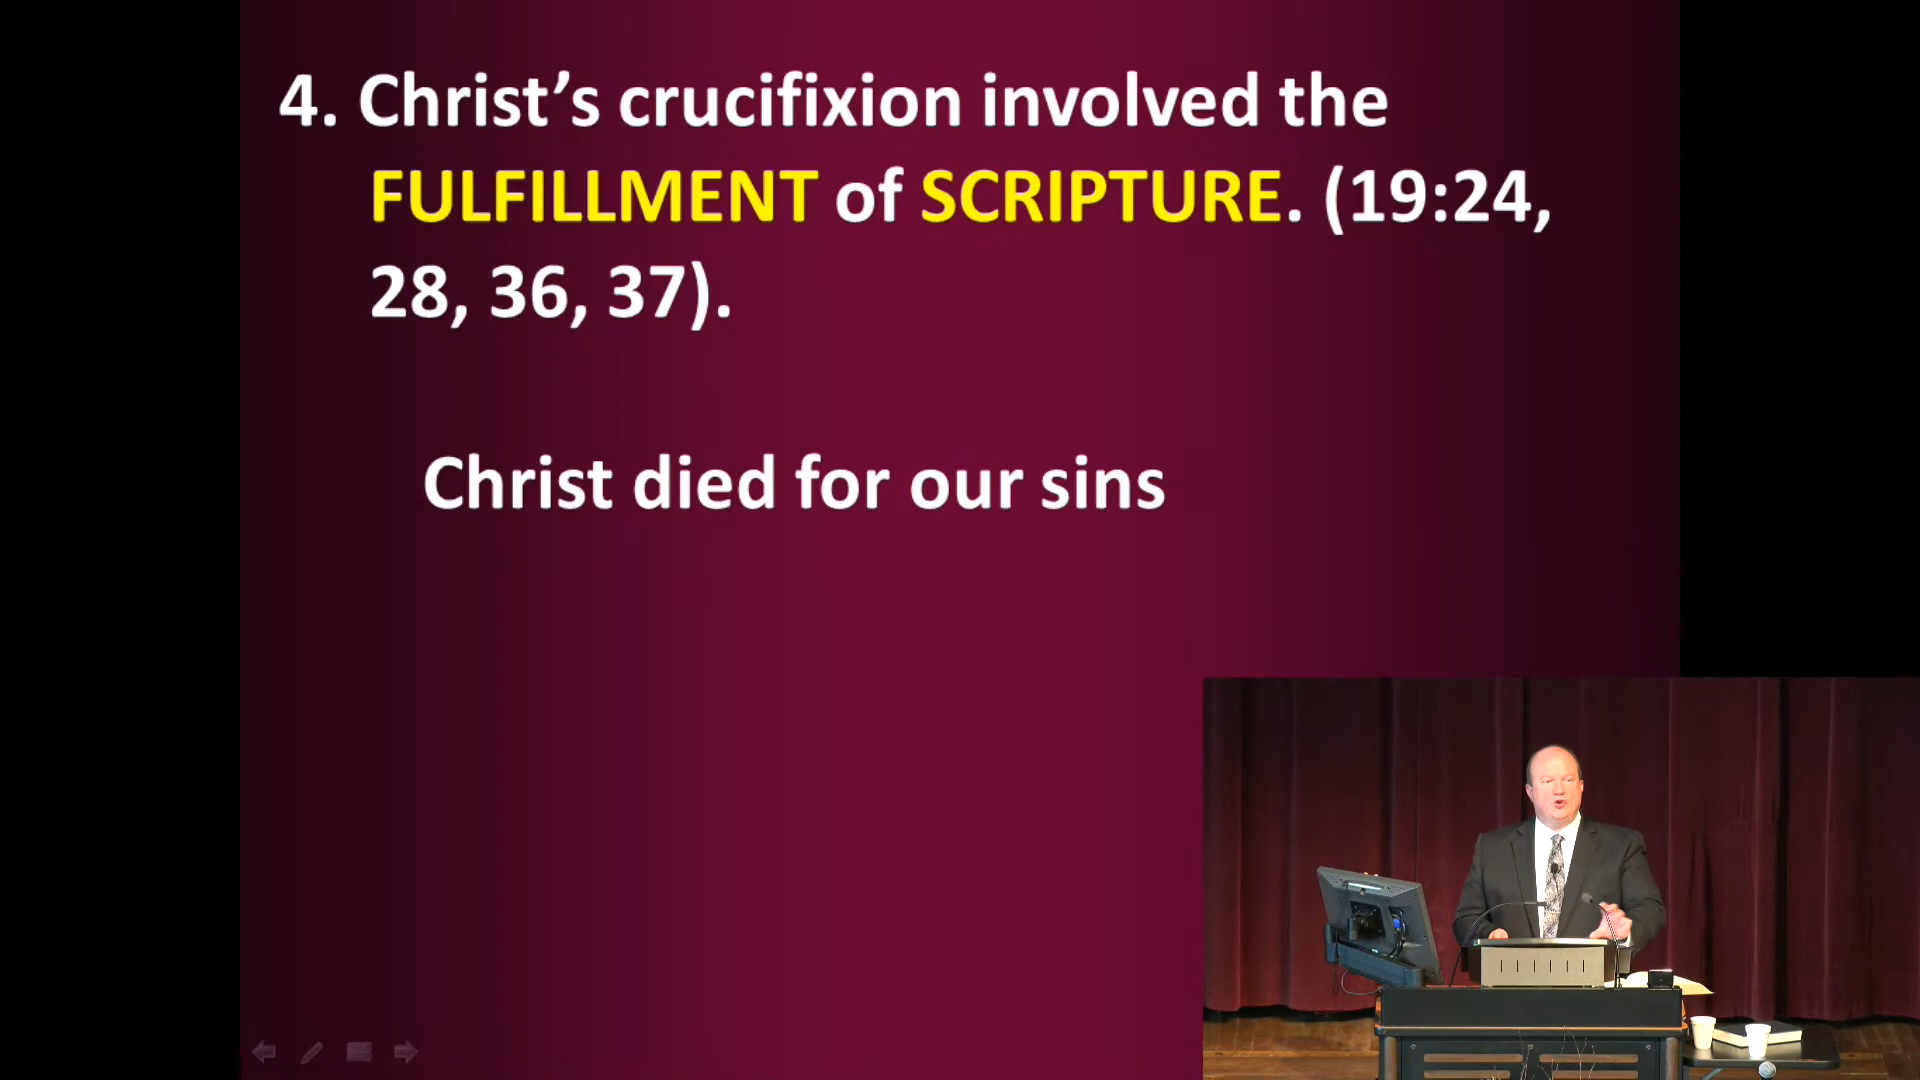 4. Christ's crucifixion involved the
FULFILLMENT of SCRIPTURE. (19:24,
28, 36, 37).
Christ died for our sins